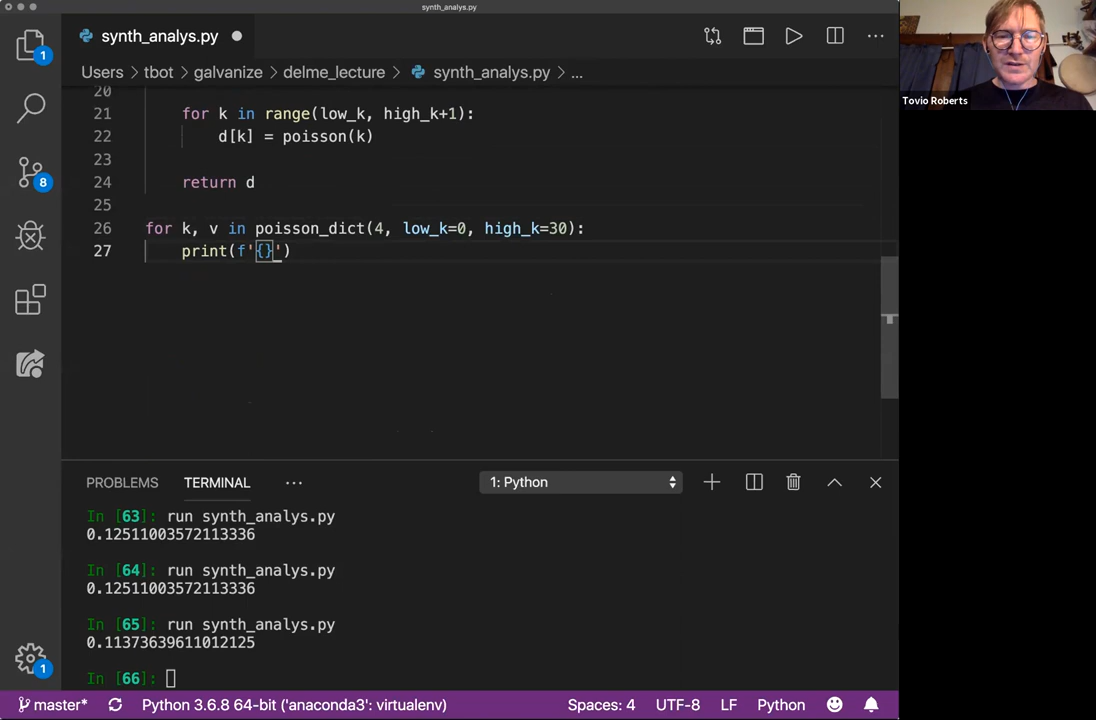 synth_analys.py
synth_analys.py
Users > tbot > galvanize > delme_lecture > synth_analys.py > ...
Tovio Roberts
20
21 for k in range(low_k, high_k+1):
22 d[k] = poisson(k)
23
24 return d
25
26 for k, v in poisson_dict(4, low_k=0, high_k=30):
27 print(f'{}_')
1
8
1
PROBLEMS TERMINAL ... 1: Python
In [63]: run synth_analys.py
0.12511003572113336
In [64]: run synth_analys.py
0.12511003572113336
In [65]: run synth_analys.py
0.11373639611012125
In [66]:
master* Python 3.6.8 64-bit ('anaconda3': virtualenv) Spaces: 4 UTF-8 LF Python